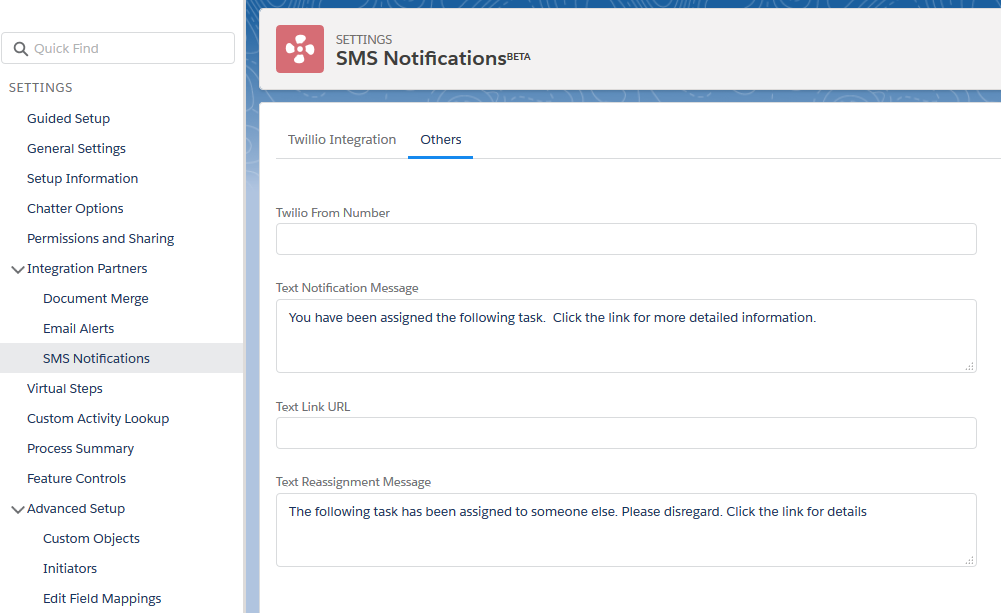 Quick Find
SETTINGS
Guided Setup
General Settings
Setup Information
Chatter Options
Permissions and Sharing
Integration Partners
Document Merge
Email Alerts
SMS Notifications
Virtual Steps
Custom Activity Lookup
Process Summary
Feature Controls
Advanced Setup
Custom Objects
Initiators
Edit Field Mappings
SETTINGS
SMS Notifications BETA
Twillio Integration
Others
Twilio From Number
Text Notification Message
You have been assigned the following task.  Click the link for more detailed information.
Text Link URL
Text Reassignment Message
The following task has been assigned to someone else. Please disregard. Click the link for details